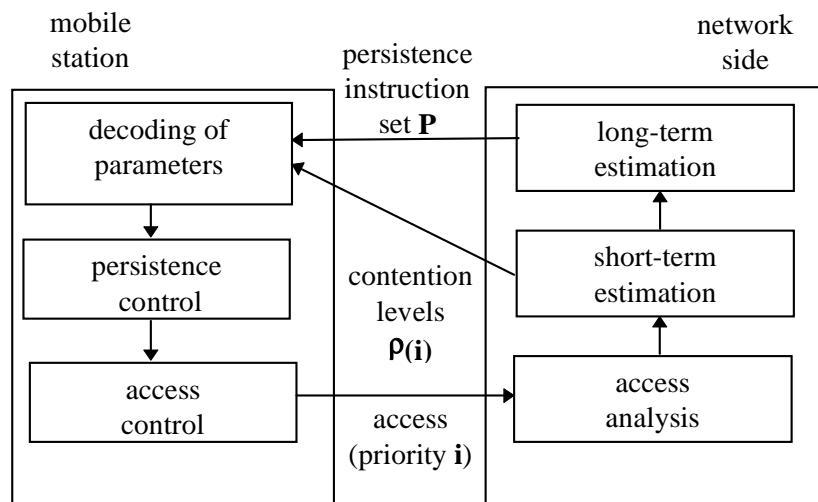 mobile
station
persistence
instruction
set P
network
side
decoding of
parameters
long-term
estimation
persistence
control
contention
levels
ρ(i)
short-term
estimation
access
control
access
(priority i)
access
analysis